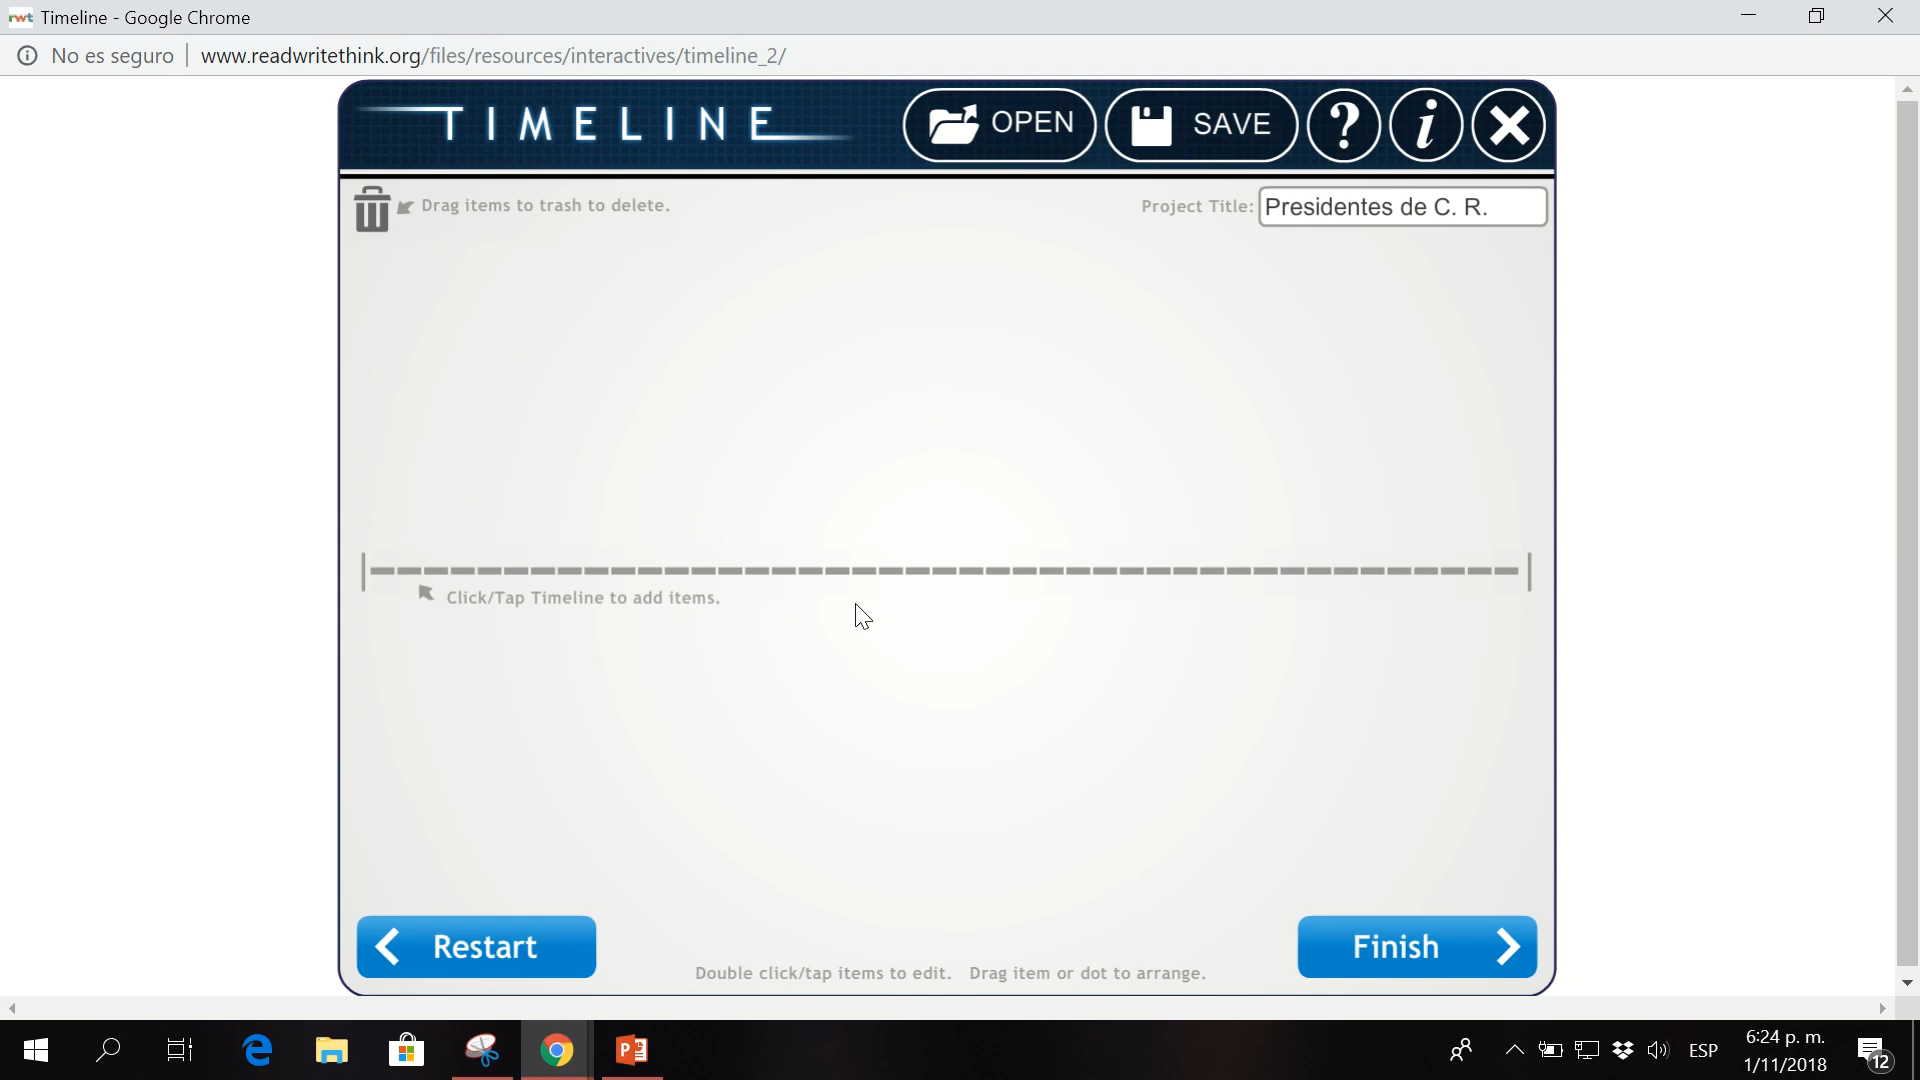 rwt Timeline - Google Chrome
No es seguro www.readwritethink.org/files/resources/interactives/timeline_2/
TIMELINE OPEN SAVE ? i
Drag items to trash to delete. Project Title: Presidentes de C. R.
Click/Tap Timeline to add items.
Restart Finish
Double click/tap items to edit. Drag item or dot to arrange.
ESP 6:24 p. m.
1/11/2018 12